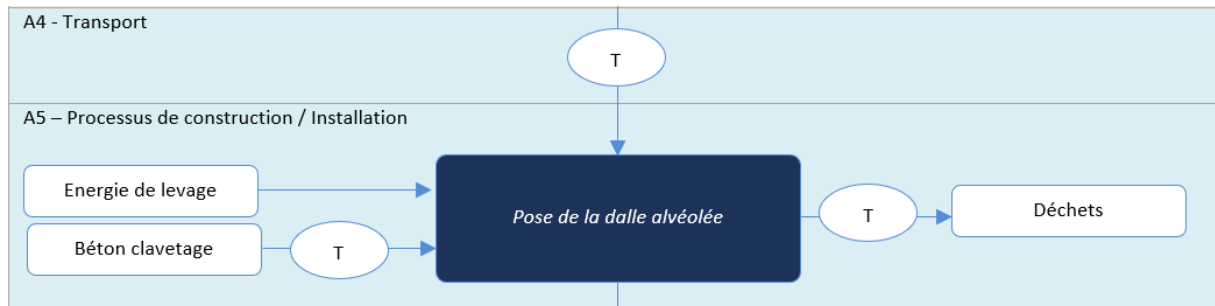 A4 - Transport
T
A5 – Processus de construction / Installation
Energie de levage
Pose de la dalle alvéolée
T
Déchets
Béton clavetage
T